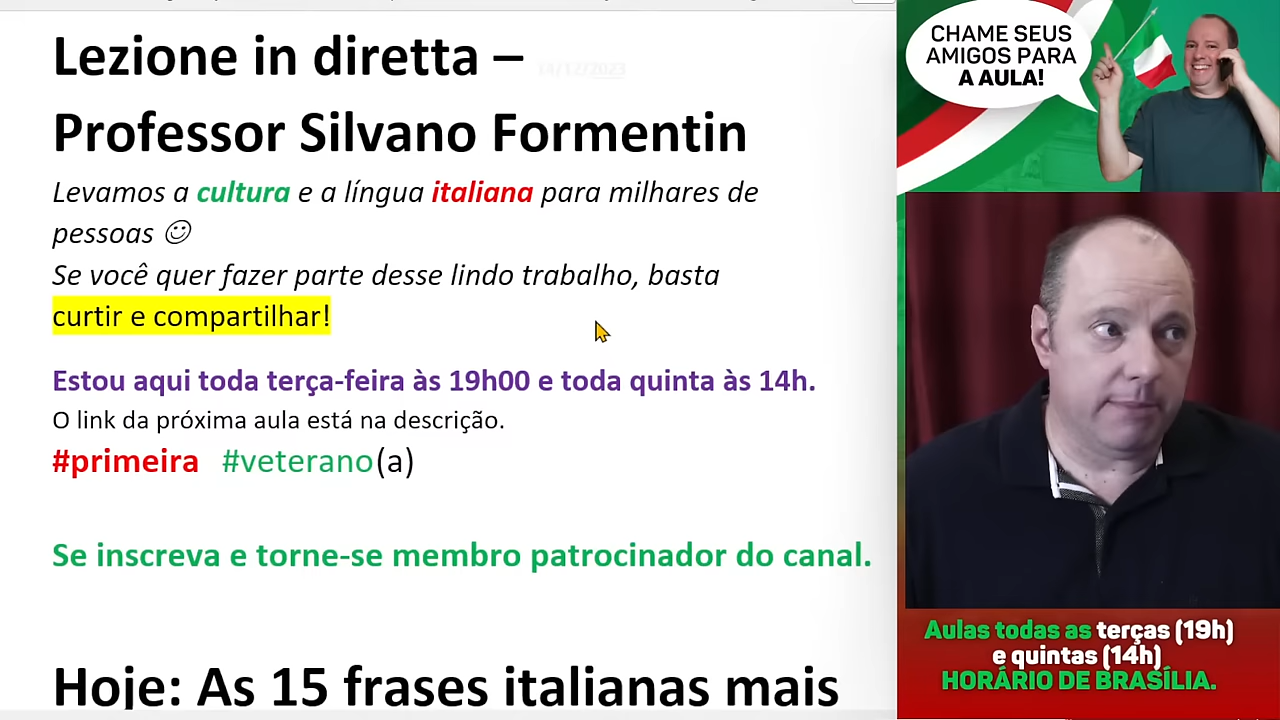 Lezione in diretta – 14/12/2023
Professor Silvano Formentin
Levamos a cultura e a língua italiana para milhares de
pessoas ☺
Se você quer fazer parte desse lindo trabalho, basta
curtir e compartilhar!
Estou aqui toda terça-feira às 19h00 e toda quinta às 14h.
O link da próxima aula está na descrição.
#primeira #veterano(a)
Se inscreva e torne-se membro patrocinador do canal.
Hoje: As 15 frases italianas mais
CHAME SEUS
AMIGOS PARA
A AULA!
Aulas todas as terças (19h)
e quintas (14h)
HORÁRIO DE BRASÍLIA.